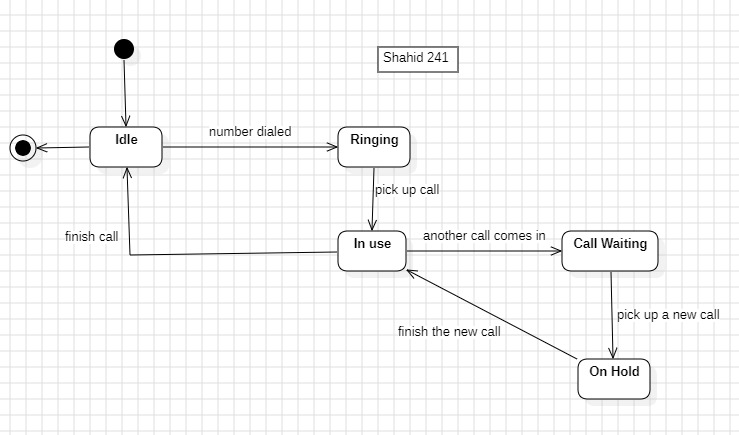 Shahid 241
Idle
number dialed
Ringing
pick up call
finish call
In use
another call comes in
Call Waiting
pick up a new call
finish the new call
On Hold